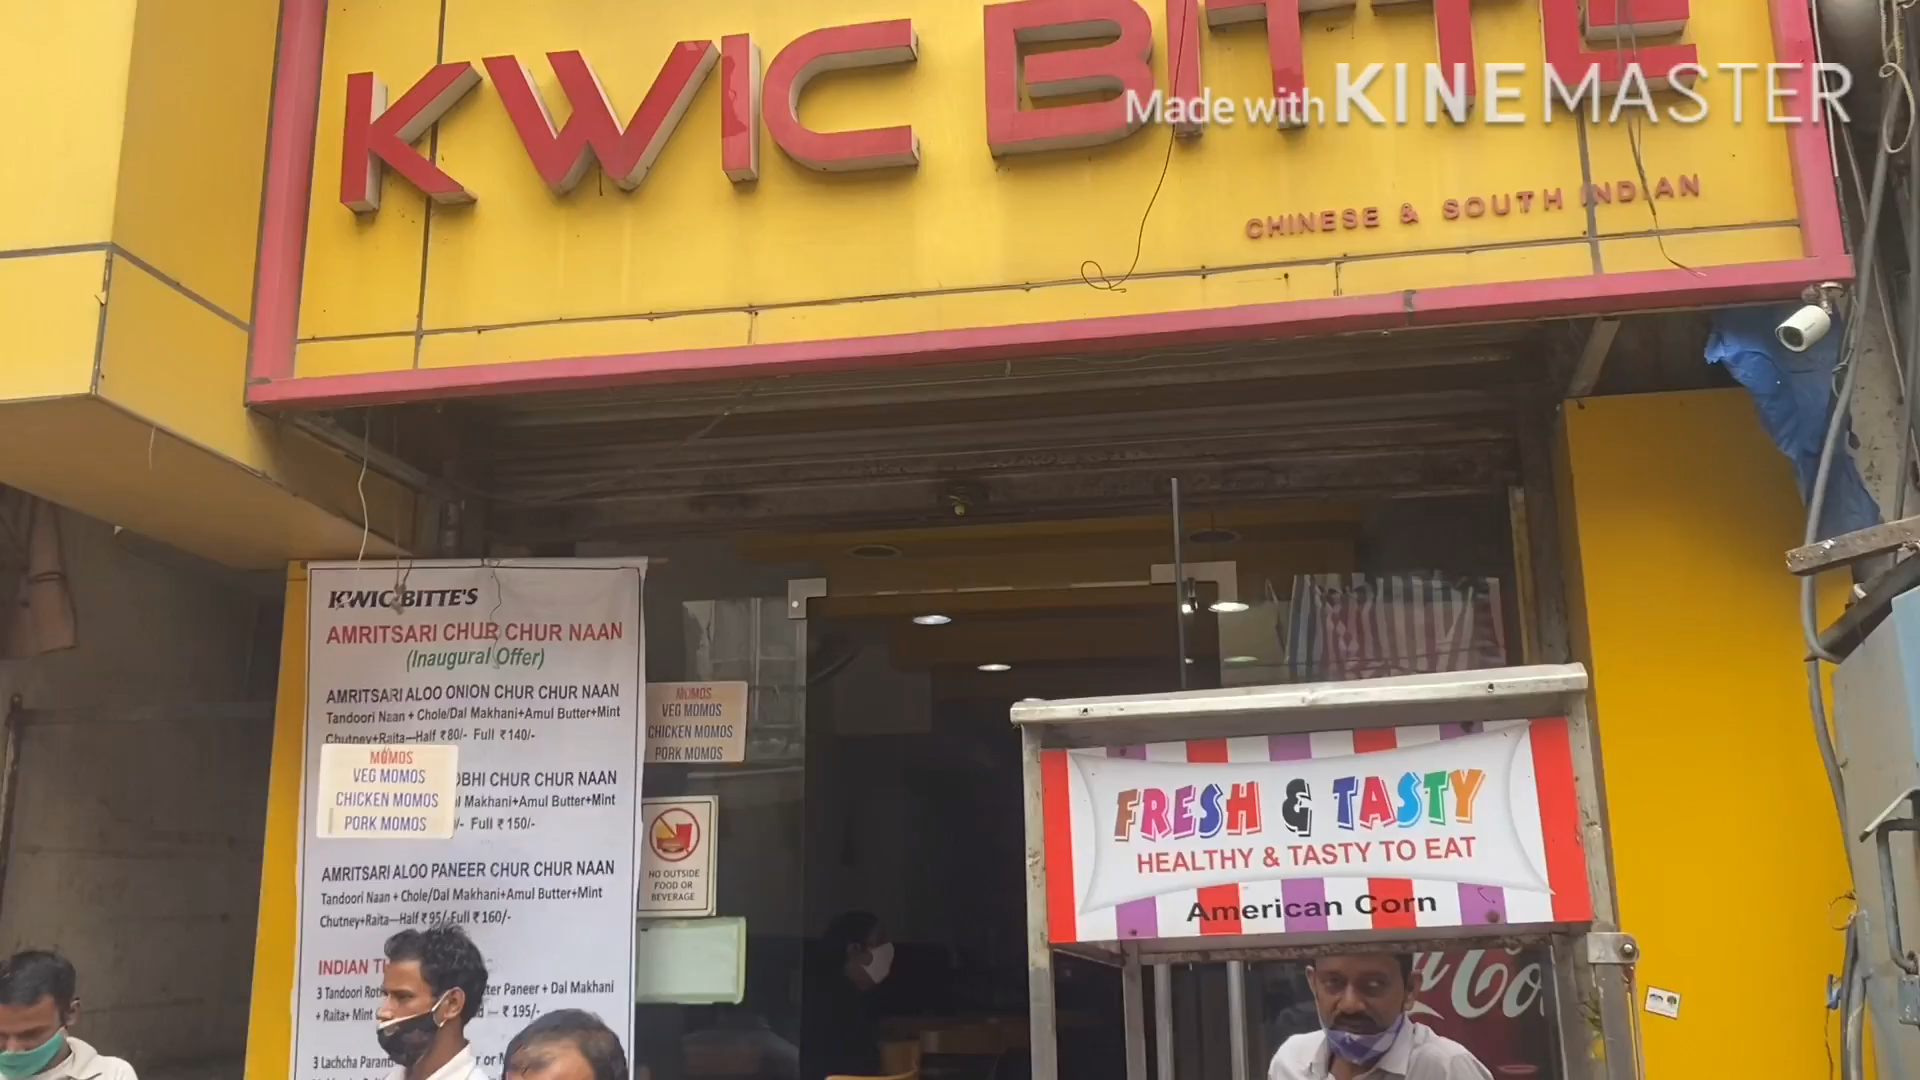 KWIC BITTE
Made with KINEMASTER
CHINESE & SOUTH INDIAN
KWIC BITTE'S
AMRITSARI CHUR CHUR NAAN
(Inaugural Offer)
AMRITSARI ALOO ONION CHUR CHUR NAAN
Tandoori Naan + Chole/Dal Makhani+Amul Butter+Mint
Chutney+Raita—Half ₹80/- Full ₹140/-
MOMOS
VEG MOMOS
CHICKEN MOMOS
PORK MOMOS
CHUR CHUR NAAN
Makhani+Amul Butter+Mint
Full ₹150/-
AMRITSARI ALOO PANEER CHUR CHUR NAAN
Tandoori Naan + Chole/Dal Makhani+Amul Butter+Mint
Chutney+Raita—Half ₹95/-Full ₹160/-
INDIAN
3 Tandoori Paneer + Dal Makhani
+ Raita+ Mint — ₹195/-
3 Lachcha
MOMOS
VEG MOMOS
CHICKEN MOMOS
PORK MOMOS
NO OUTSIDE
FOOD OR
BEVERAGE
FRESH & TASTY
HEALTHY & TASTY TO EAT
American Corn